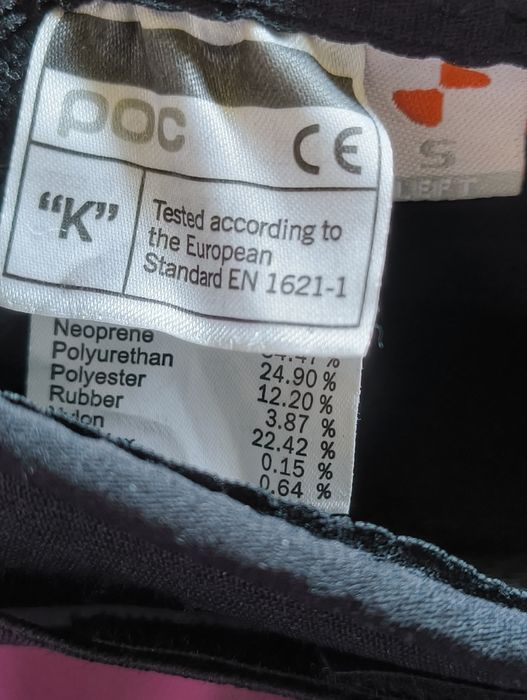 POC
CE
"K"
Tested according to
the European
Standard EN 1621-1
S
LEFT
Neoprene
Polyurethan 24.90 %
Polyester 12.20 %
Rubber 3.87 %
22.42 %
0.15 %
0.64 %